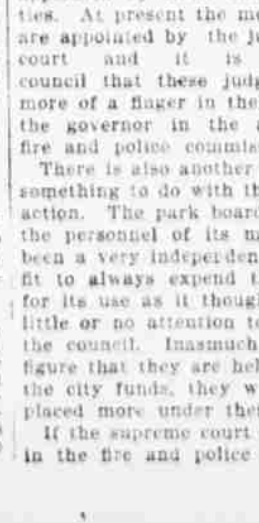 ties. At present the me
are appointed by the ju
court and it is
council that these judg
more of a finger in the
the governor in the a
fire and police commis
There is also another
something to do with th
action. The park board
the personnel of its m
been a very independen
fit to always expend t
for its use as it though
little or no attention to
the council. Inasmuch
figure that they are hel
the city funds, they w
placed more under thei
If the supreme court
in the fire and police